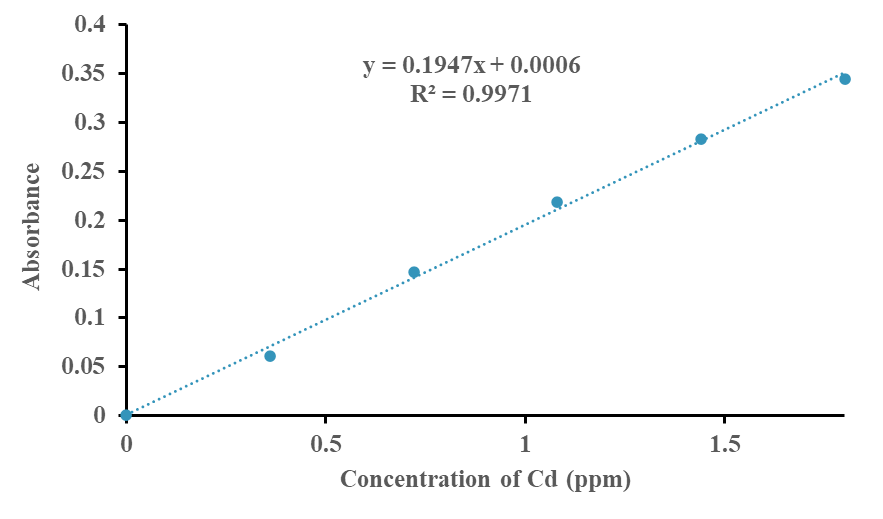 0.4
y = 0.1947x + 0.0006
0.35
R² = 0.9971
0.3
0.25
0.2
0.15
0.1
0.05
0
0 0.5 1 1.5
Absorbance
Concentration of Cd (ppm)